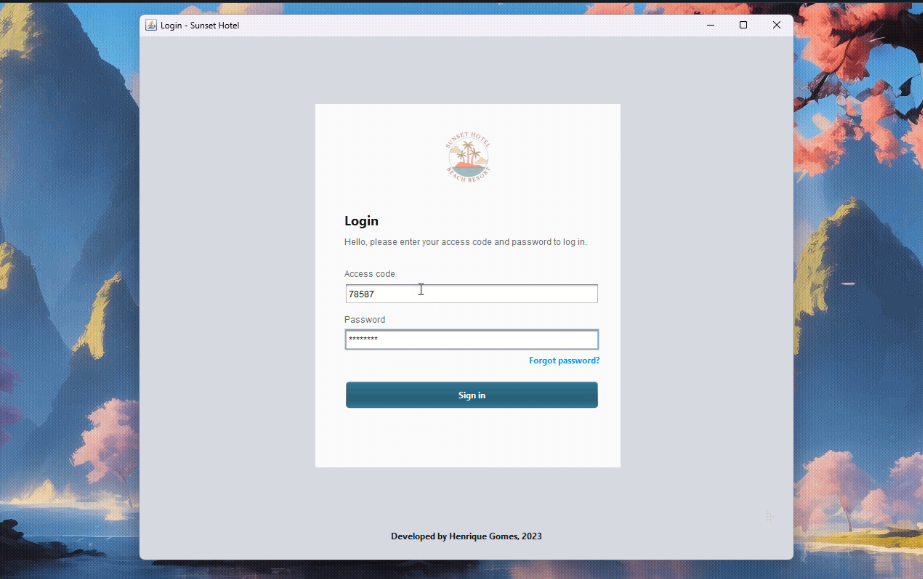 Login - Sunset Hotel
SUNSET HOTEL
BEACH RESORT
Login
Hello, please enter your access code and password to log in.
Access code
78587
Password
********
Forgot password?
Sign in
Developed by Henrique Gomes, 2023